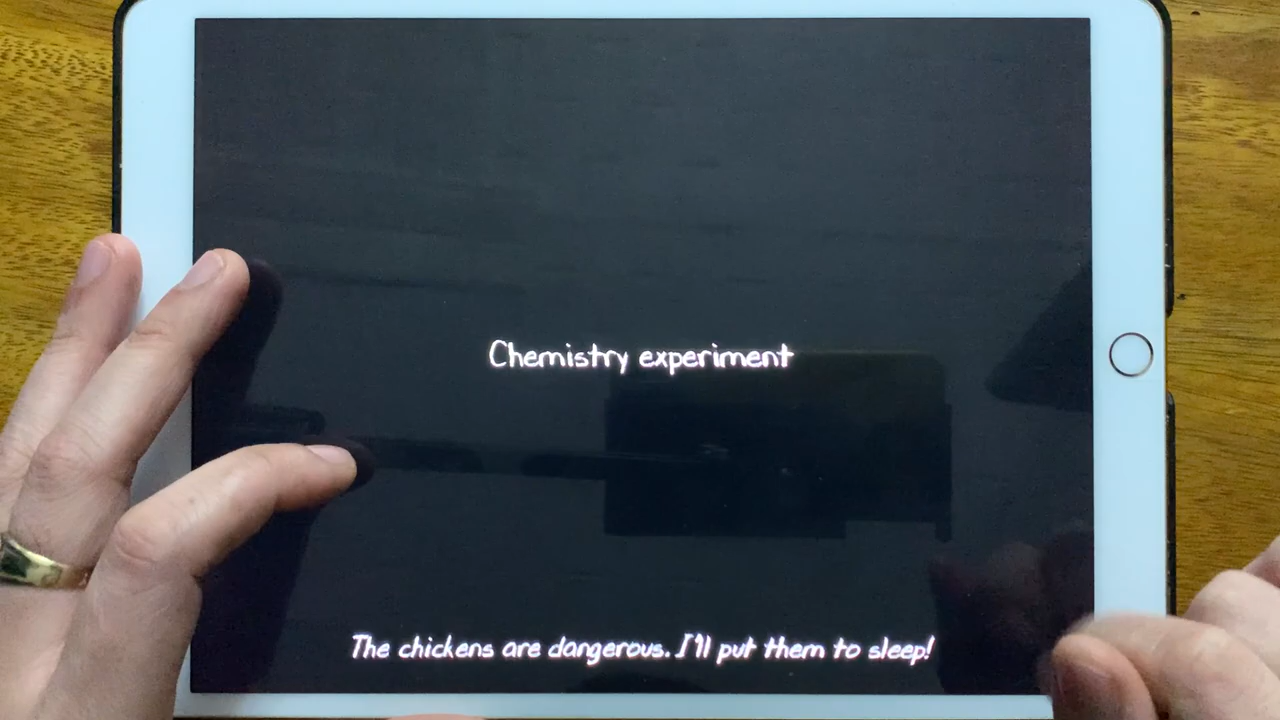 Chemistry experiment
The chickens are dangerous. I'll put them to sleep!